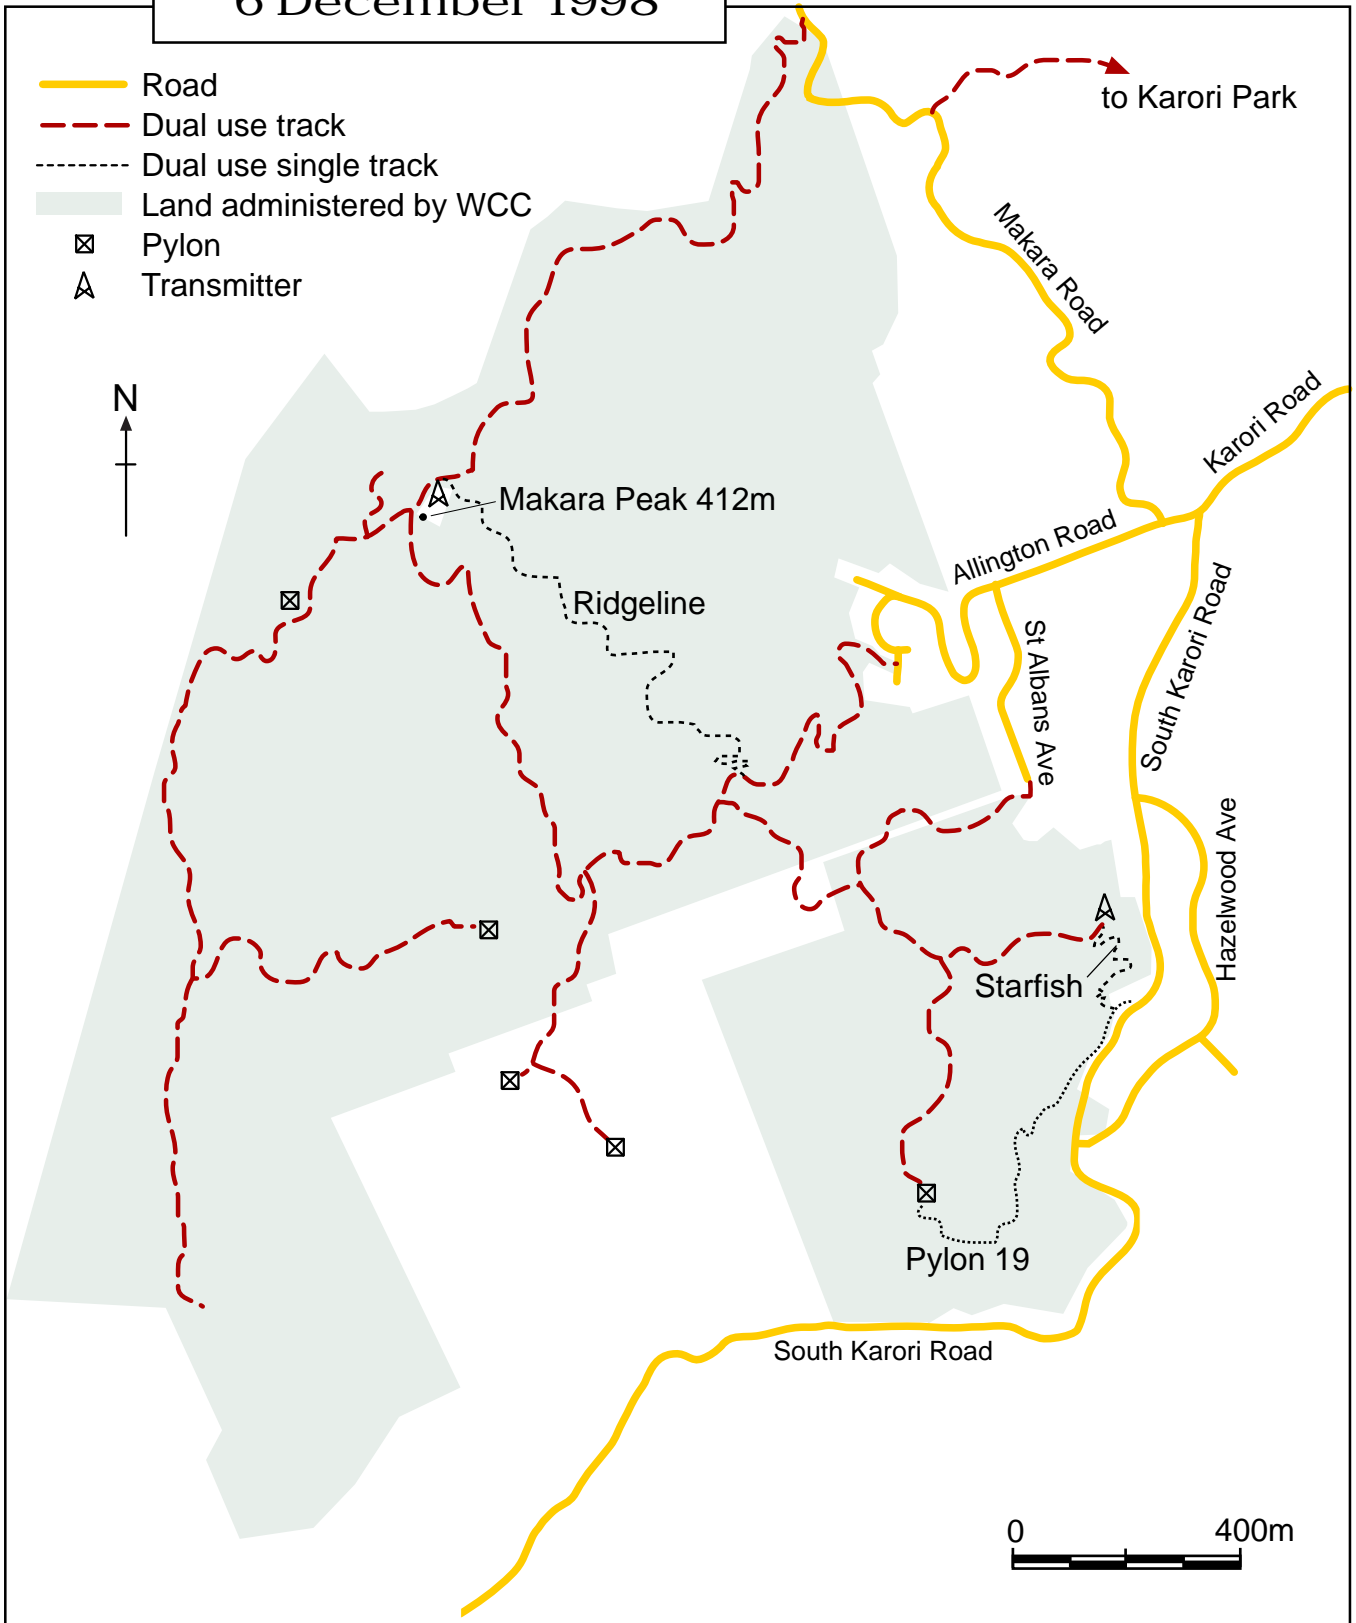 6 December 1998
Road
Dual use track
Dual use single track
Land administered by WCC
Pylon
Transmitter
to Karori Park
Makara Road
Karori Road
N
Makara Peak 412m
Allington Road
Ridgeline
St Albans Ave
South Karori Road
Hazelwood Ave
Starfish
Pylon 19
South Karori Road
0 400m